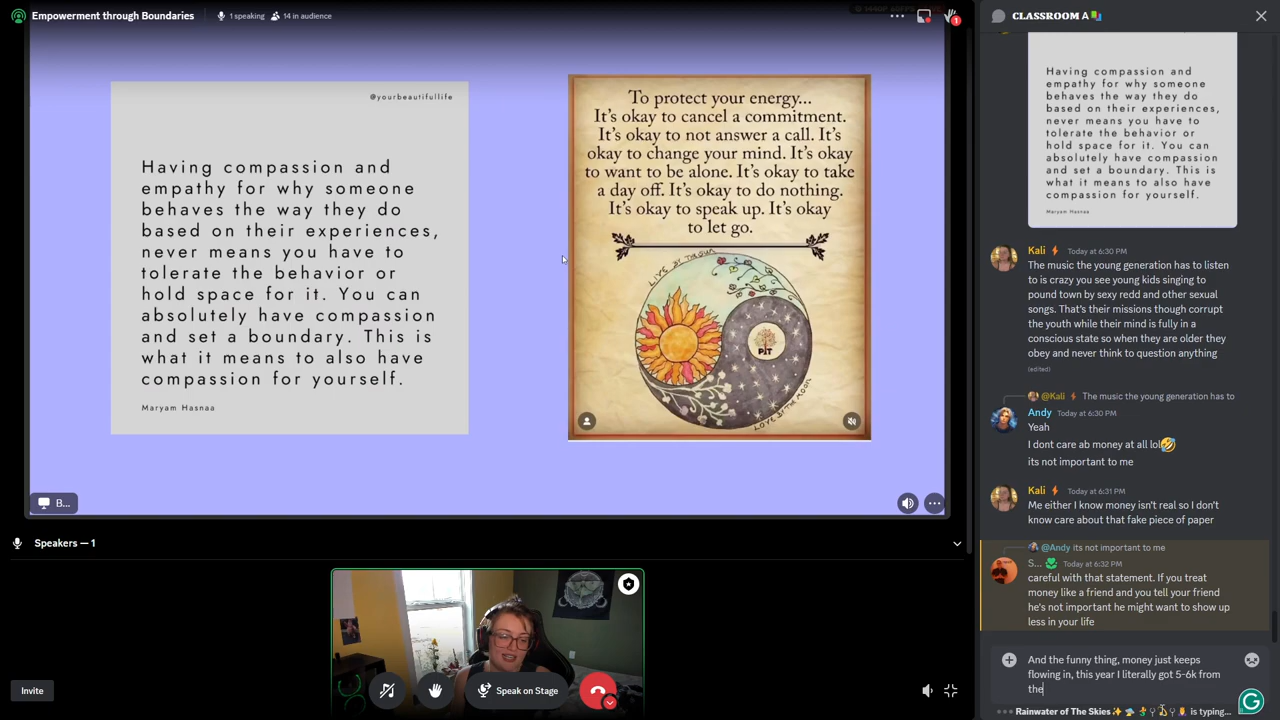 Empowerment through Boundaries
1 speaking
14 in audience
1
@yourbeautifullife
Having compassion and
empathy for why someone
behaves the way they do
based on their experiences,
never means you have to
tolerate the behavior or
hold space for it. You can
absolutely have compassion
and set a boundary. This is
what it means to also have
compassion for yourself.
Maryam Hasnaa
To protect your energy...
It's okay to cancel a commitment.
It's okay to not answer a call. It's
okay to change your mind. It's okay
to want to be alone. It's okay to take
a day off. It's okay to do nothing.
It's okay to speak up. It's okay
to let go.
LIVE BY THE SUN
PIT
LOVE BY THE MOON
B...
Speakers — 1
Invite
Speak on Stage
CLASSROOM A
Having compassion and
empathy for why someone
behaves the way they do
based on their experiences,
never means you have to
tolerate the behavior or
hold space for it. You can
absolutely have compassion
and set a boundary. This is
what it means to also have
compassion for yourself.
Maryam Hasnaa
Kali Today at 6:30 PM
The music the young generation has to listen
to is crazy you see young kids singing to
pound town by sexy redd and other sexual
songs. That's their missions though corrupt
the youth while their mind is fully in a
conscious state so when they are older they
obey and never think to question anything
(edited)
@Kali The music the young generation has to
Andy Today at 6:30 PM
Yeah
I dont care ab money at all lol🤣
its not important to me
Kali Today at 6:31 PM
Me either I know money isn't real so I don't
know care about that fake piece of paper
@Andy its not important to me
S... Today at 6:32 PM
careful with that statement. If you treat
money like a friend and you tell your friend
he's not important he might want to show up
less in your life
And the funny thing, money just keeps
flowing in, this year I literally got 5-6k from
the
Rainwater of The Skies is typing...